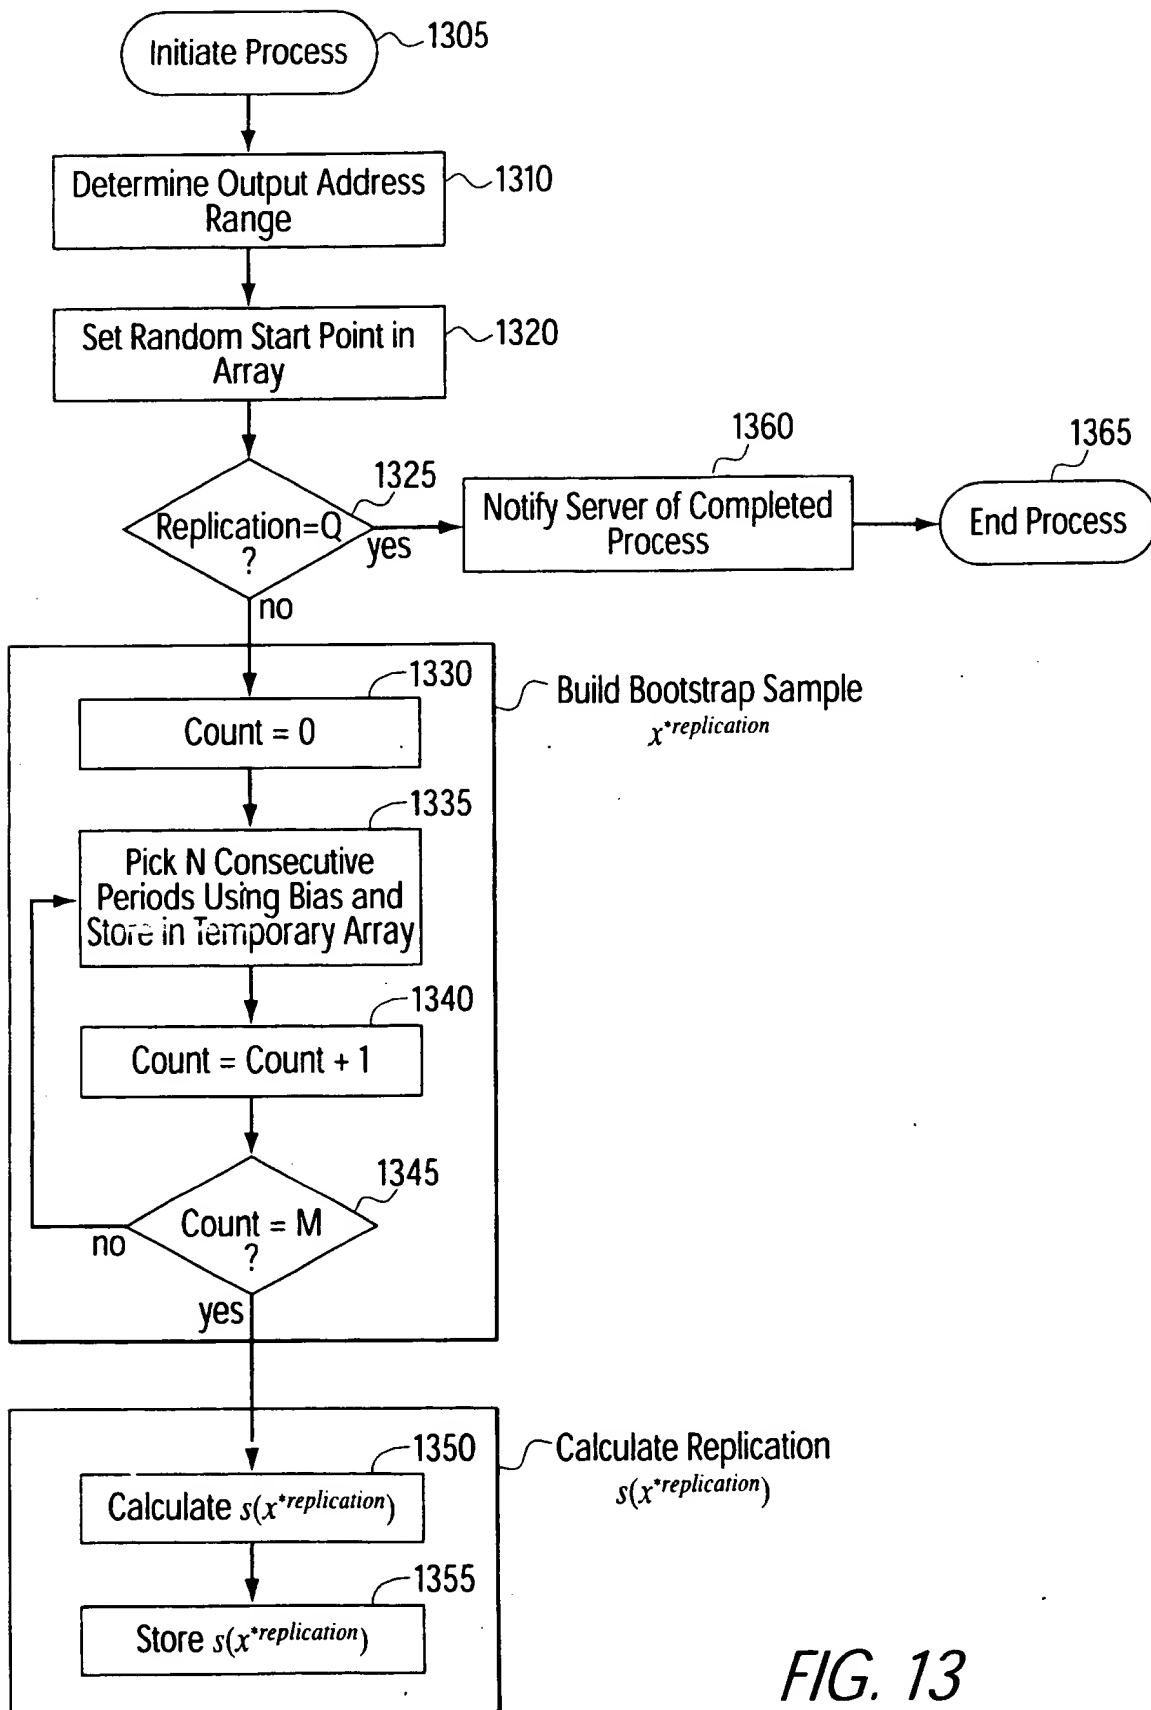 Initiate Process
1305
Determine Output Address
Range
1310
Set Random Start Point in
Array
1320
Replication=Q
?
1325
yes
no
Notify Server of Completed
Process
1360
End Process
1365
Build Bootstrap Sample
x*replication
1330
Count = 0
1335
Pick N Consecutive
Periods Using Bias and
Store in Temporary Array
1340
Count = Count + 1
1345
Count = M
?
no
yes
Calculate Replication
s(x*replication)
1350
Calculate s(x*replication)
1355
Store s(x*replication)
FIG. 13